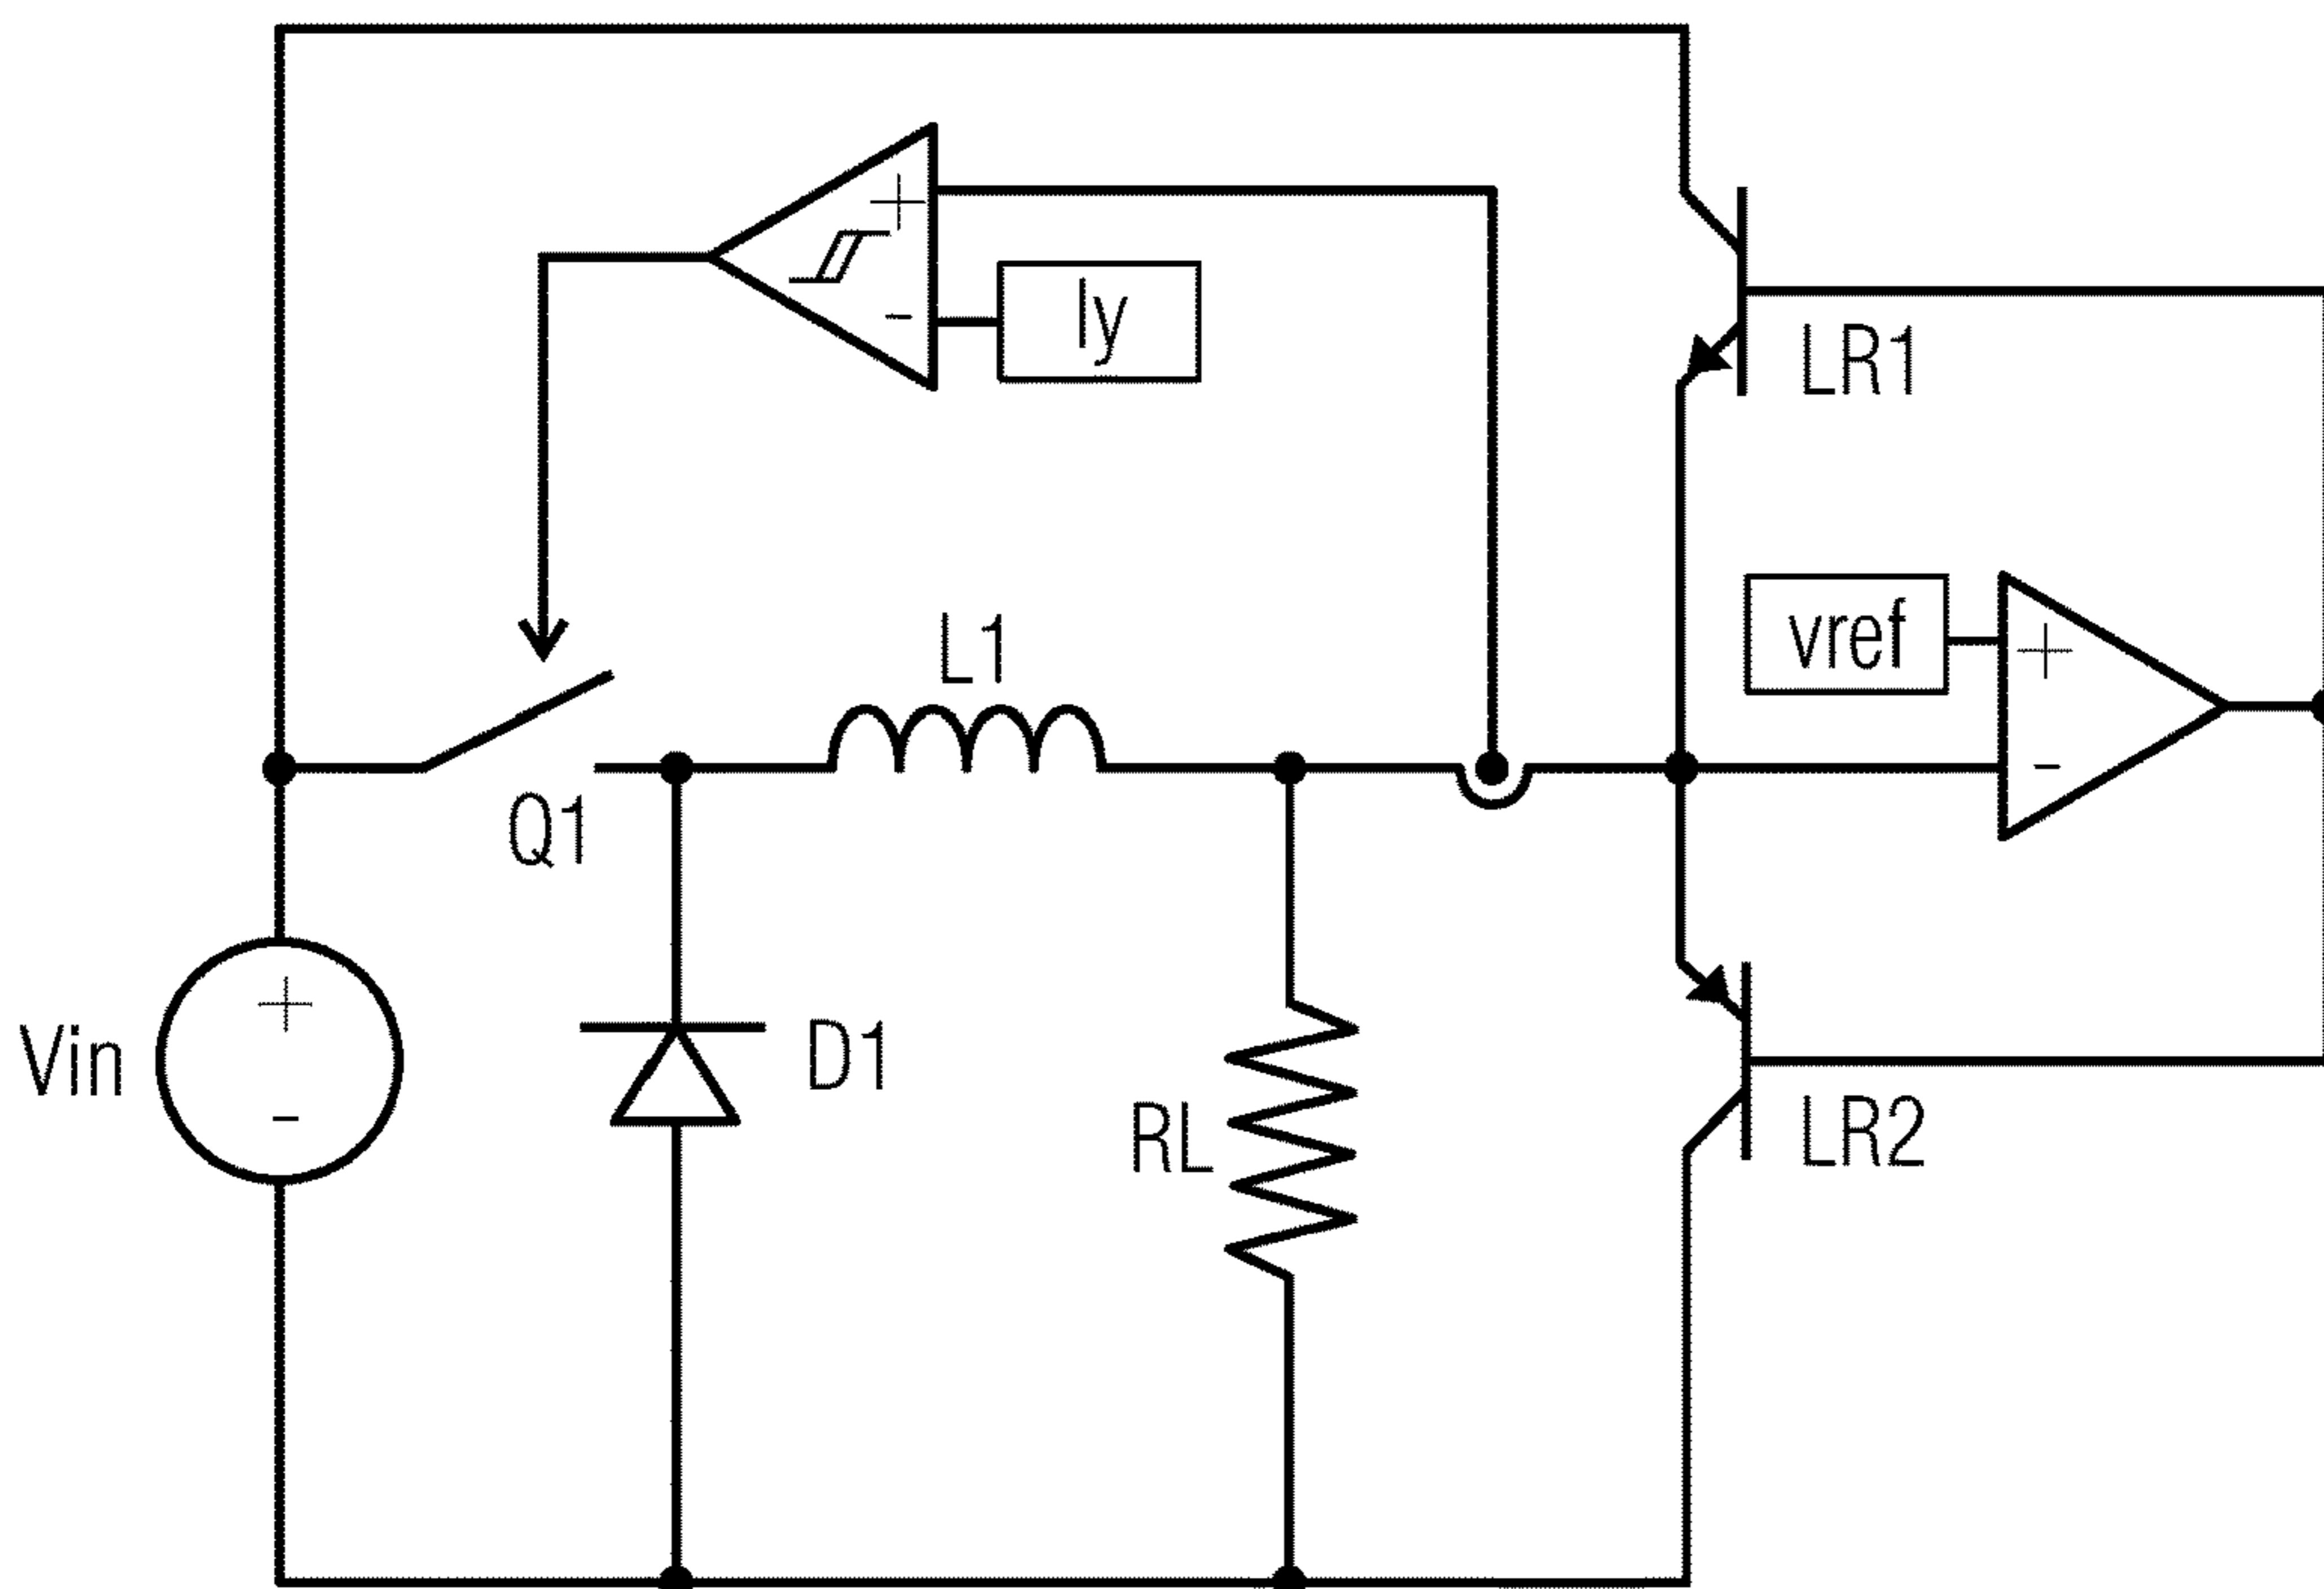 +
-
Iy
LR1
vref
+
-
L1
Q1
Vin
+
-
D1
RL
LR2